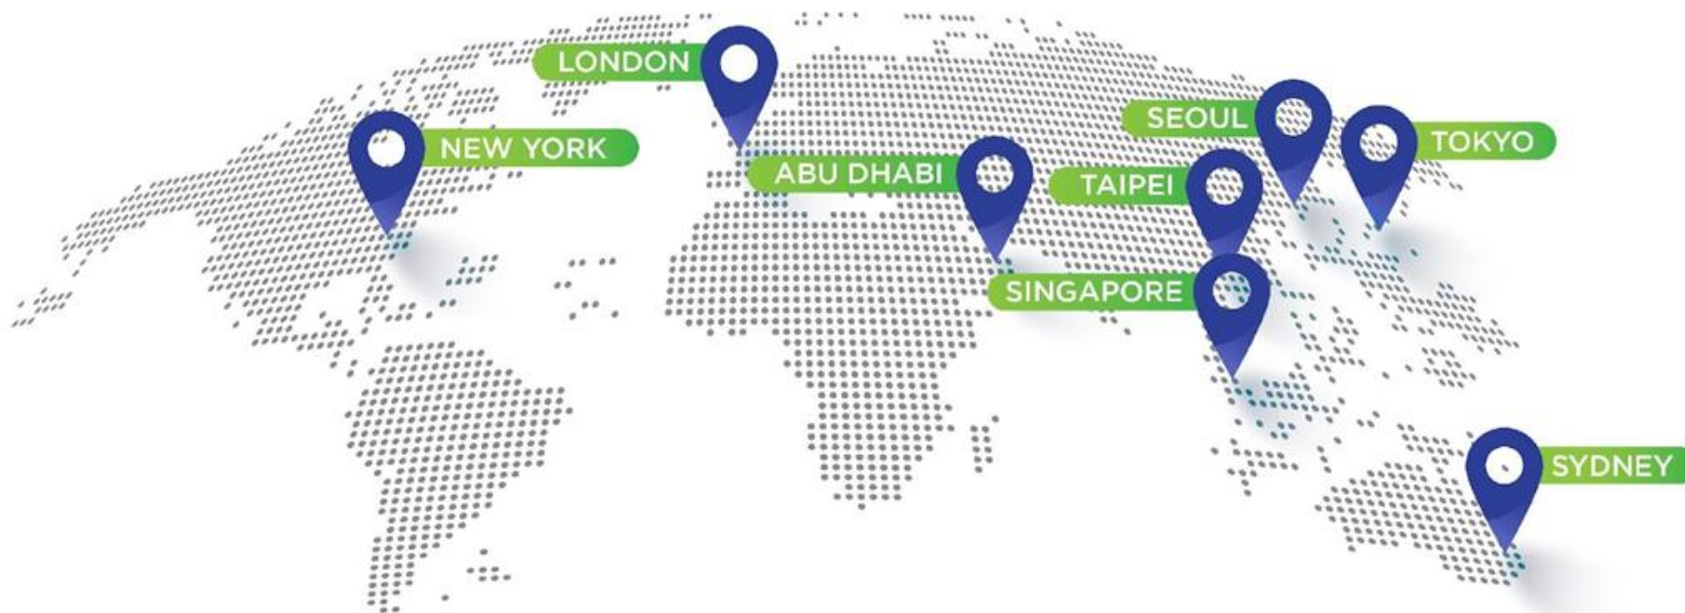 LONDON
SEOUL
TOKYO
NEW YORK
ABU DHABI
TAIPEI
SINGAPORE
SYDNEY